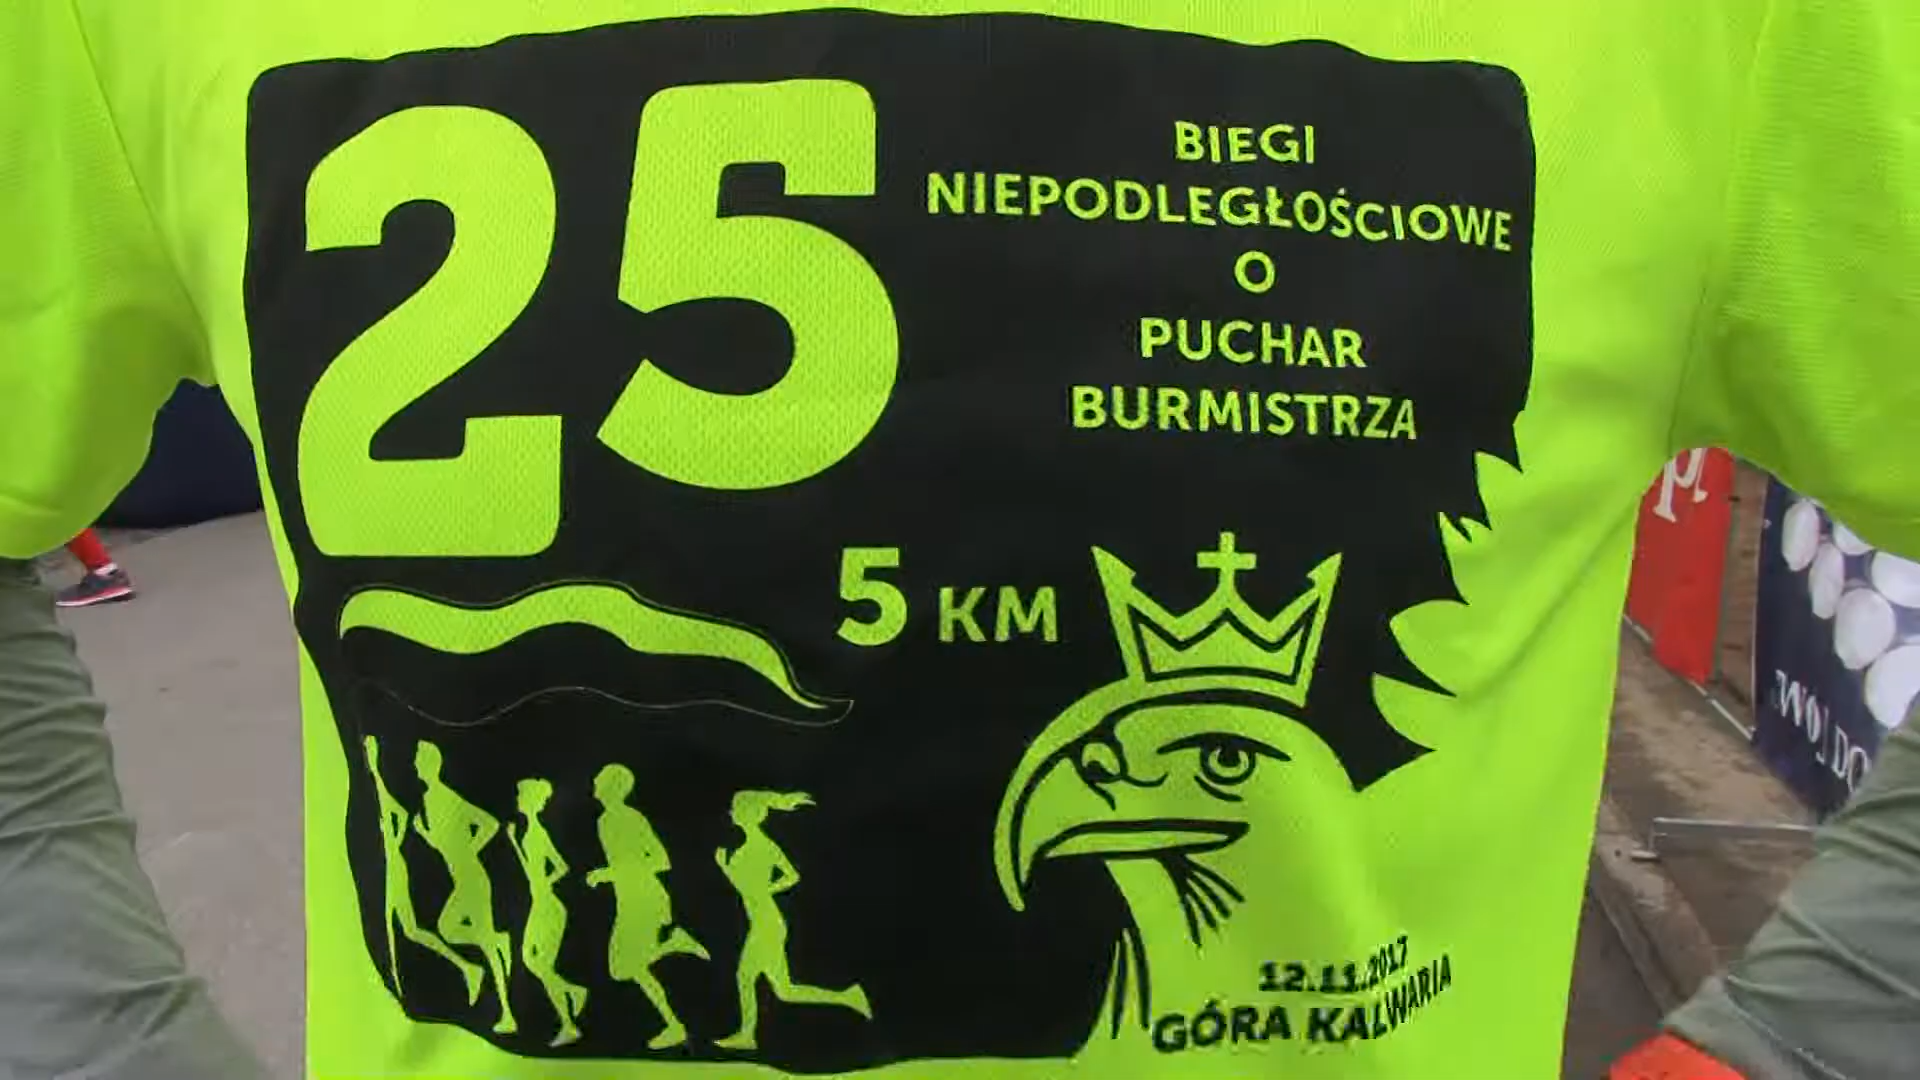 25
BIEGI
NIEPODLEGŁOŚCIOWE
O
PUCHAR
BURMISTRZA
5 KM
12.11.2017
GÓRA KALWARIA